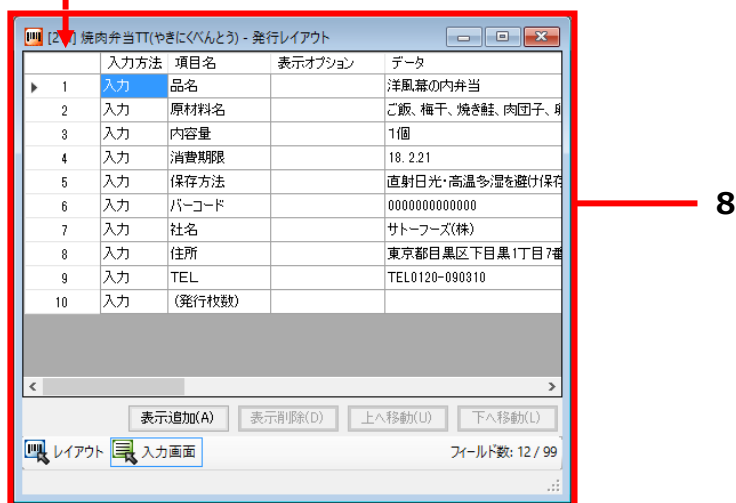 焼肉弁当TT(やきにくべんとう) - 発行レイアウト
入力方法 項目名 表示オプション データ
1 入力 品名 洋風幕の内弁当
2 入力 原材料名 ご飯、梅干、焼き鮭、肉団子、
3 入力 内容量 1個
4 入力 消費期限 18. 2.21
5 入力 保存方法 直射日光・高温多湿を避け保存
6 入力 バーコード 0000000000000
7 入力 社名 サトーフーズ(株)
8 入力 住所 東京都目黒区下目黒1丁目7番
9 入力 TEL TEL0120-090310
10 入力 (発行枚数)
8
表示追加(A) 表示削除(D) 上へ移動(U) 下へ移動(L)
レイアウト 入力画面 フィールド数: 12 / 99